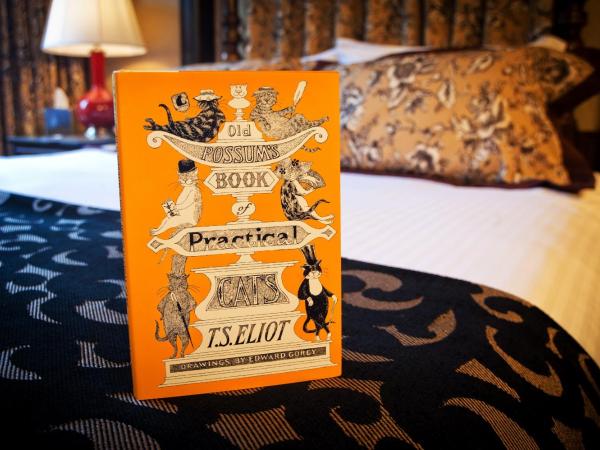 Old
POSSUM'S
BOOK
of
Practical
CATS
T.S. ELIOT
DRAWINGS BY EDWARD GOREY